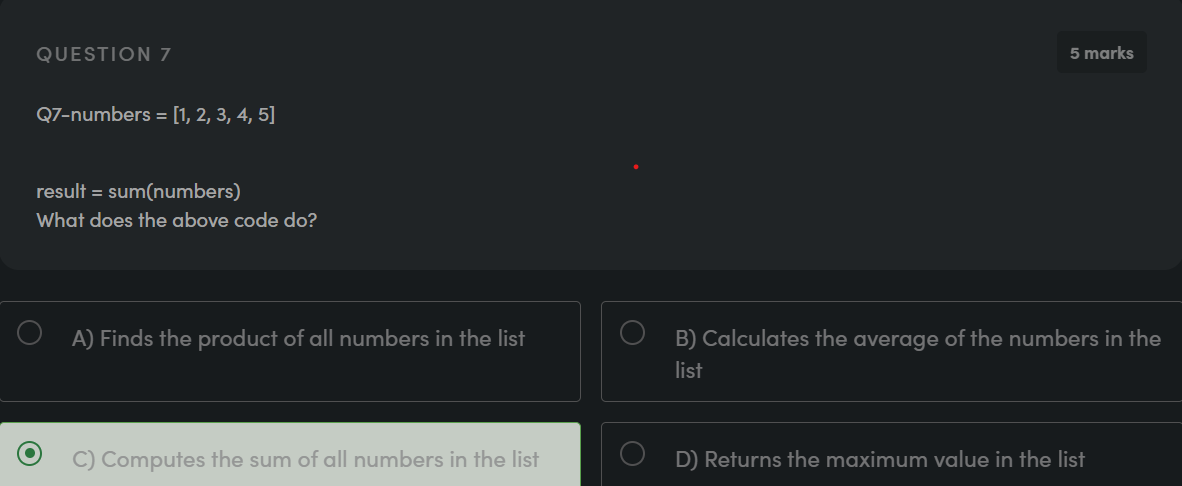 QUESTION 7
5 marks
Q7-numbers = [1, 2, 3, 4, 5]
result = sum(numbers)
What does the above code do?
A) Finds the product of all numbers in the list
B) Calculates the average of the numbers in the
list
C) Computes the sum of all numbers in the list
D) Returns the maximum value in the list